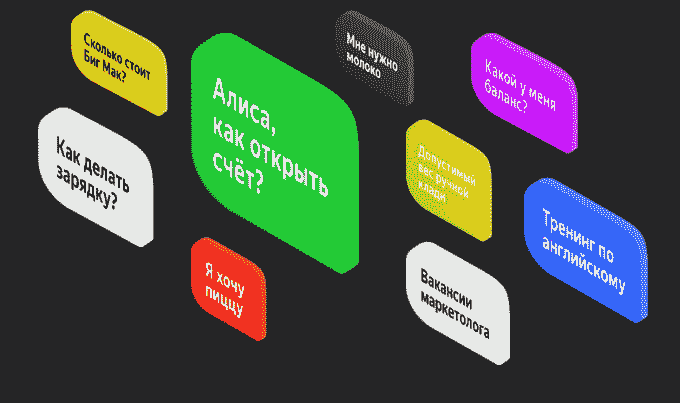 Сколько стоит
Биг Мак?
Алиса,
как открыть
счёт?
Мне нужно
молоко
Какой у меня
баланс?
Как делать
зарядку?
Допустимый
вес ручной
клади
Тренинг по
английскому
Я хочу
пиццу
Вакансии
маркетолога